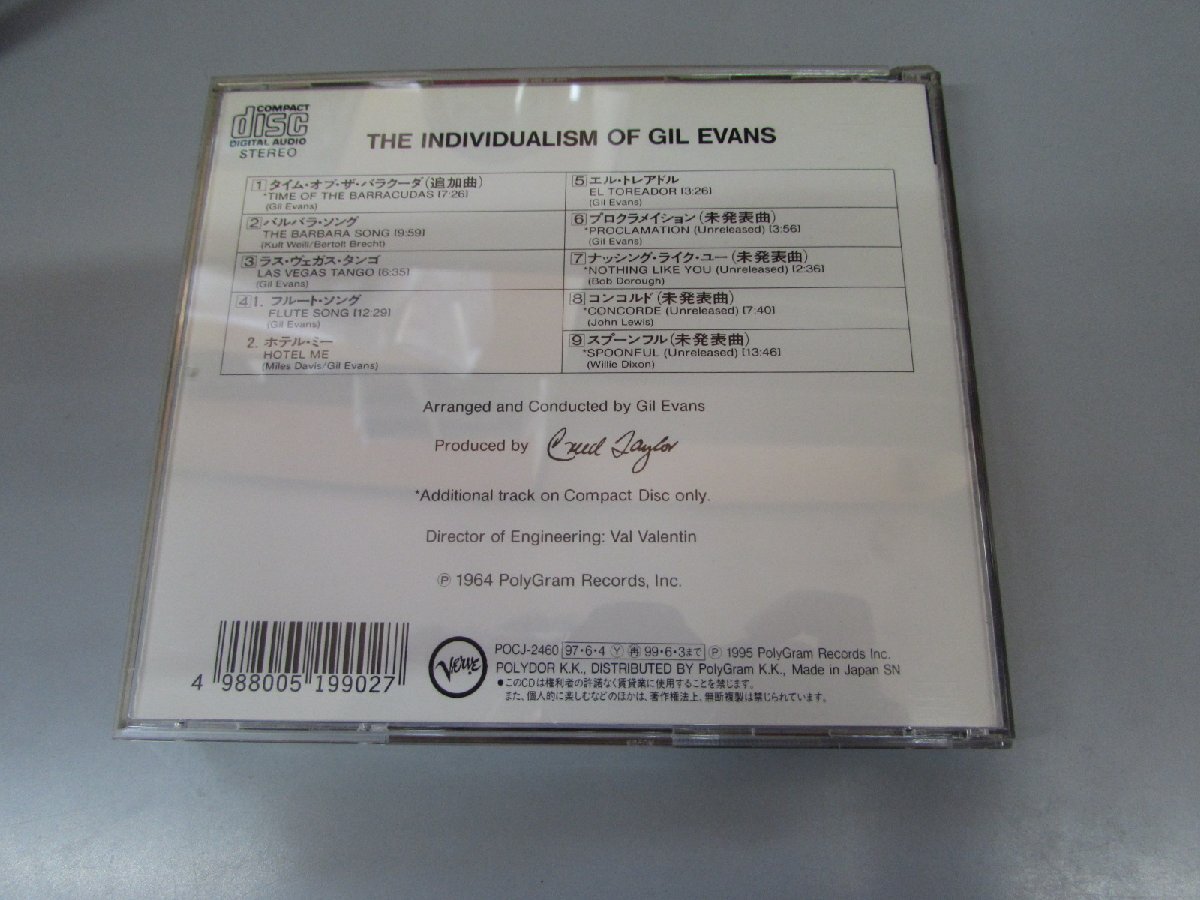 COMPACT
disc
DIGITAL AUDIO
STEREO
THE INDIVIDUALISM OF GIL EVANS
1 タイム・オブ・ザ・バラクーダ(追加曲)
*TIME OF THE BARRACUDAS [7:26]
(Gil Evans)
2 バルバラ・ソング
THE BARBARA SONG [9:59]
(Kult Weill/Bertolt Brecht)
3 ラス・ヴェガス・タンゴ
LAS VEGAS TANGO [6:35]
(Gil Evans)
4 1. フルート・ソング
FLUTE SONG [12:29]
(Gil Evans)
2. ホテル・ミー
HOTEL ME
(Miles Davis/Gil Evans)
5 エル・トレアドル
EL TOREADOR [3:26]
(Gil Evans)
6 プロクラメイション(未発表曲)
*PROCLAMATION (Unreleased) [3:56]
(Gil Evans)
7 ナッシング・ライク・ユー(未発表曲)
*NOTHING LIKE YOU (Unreleased) [2:36]
(Bob Dorough)
8 コンコルド(未発表曲)
*CONCORDE (Unreleased) [7:40]
(John Lewis)
9 スプーンフル(未発表曲)
*SPOONFUL (Unreleased) [13:46]
(Willie Dixon)
Arranged and Conducted by Gil Evans
Produced by Creed Taylor
*Additional track on Compact Disc only.
Director of Engineering: Val Valentin
Ⓟ 1964 PolyGram Records, Inc.
4 988005 199027
Verve
POCJ-2460 97・6・4 Ⓨ 再 99・6・3まで Ⓟ 1995 PolyGram Records Inc.
POLYDOR K.K., DISTRIBUTED BY PolyGram K.K., Made in Japan SN
●このCDは権利者の許諾なく賃貸業に使用することを禁じます。
また、個人的に楽しむなどのほかは、著作権法上、無断複製は禁じられています。